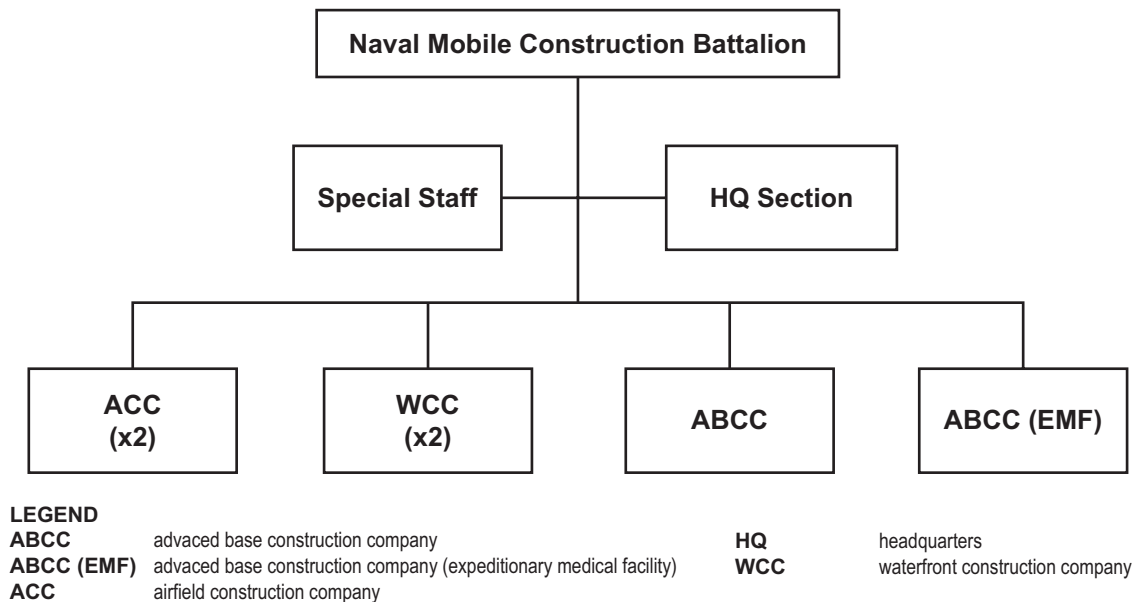 Naval Mobile Construction Battalion
Special Staff
HQ Section
ACC
(x2)
WCC
(x2)
ABCC
ABCC (EMF)
LEGEND
ABCC advaced base construction company
ABCC (EMF) advaced base construction company (expeditionary medical facility)
ACC airfield construction company
HQ headquarters
WCC waterfront construction company